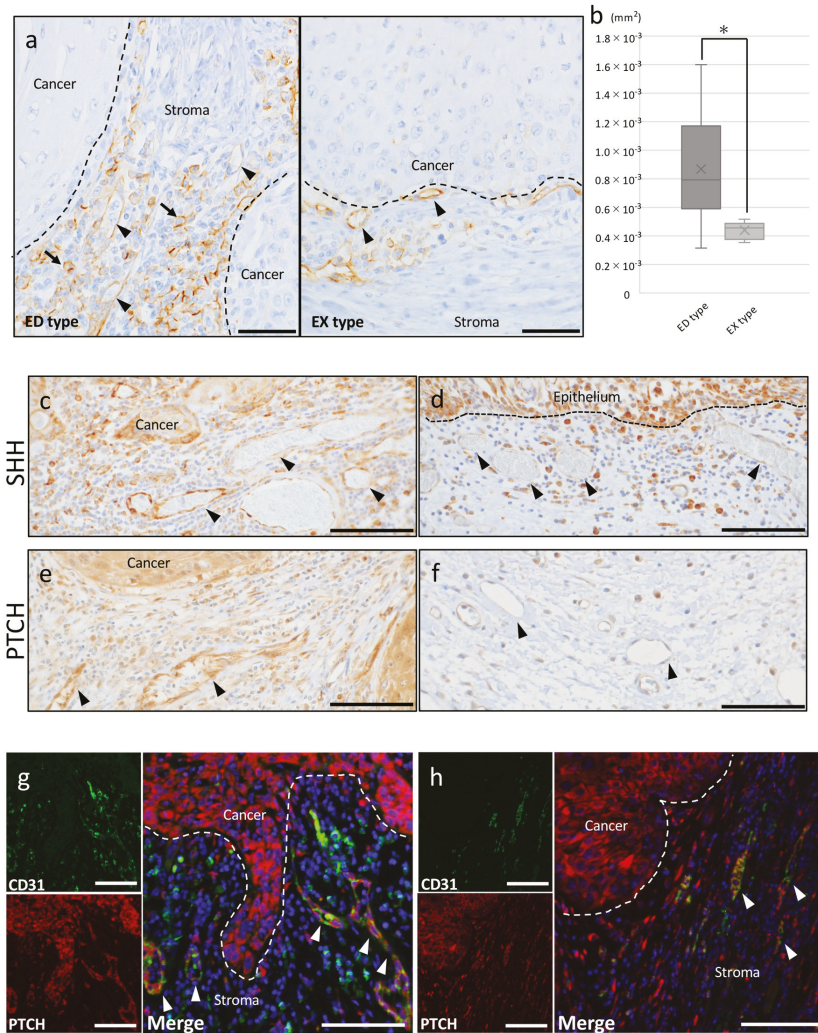 a
Cancer
Stroma
Cancer
ED type
Cancer
Stroma
EX type
b
(mm²)
*
1.8×10⁻³
1.6×10⁻³
1.4×10⁻³
1.2×10⁻³
1.0×10⁻³
0.8×10⁻³
0.6×10⁻³
0.4×10⁻³
0.2×10⁻³
0
ED type
EX type
SHH
c
Cancer
d
Epithelium
PTCH
e
Cancer
f
g
CD31
PTCH
Cancer
Stroma
Merge
h
CD31
PTCH
Cancer
Stroma
Merge